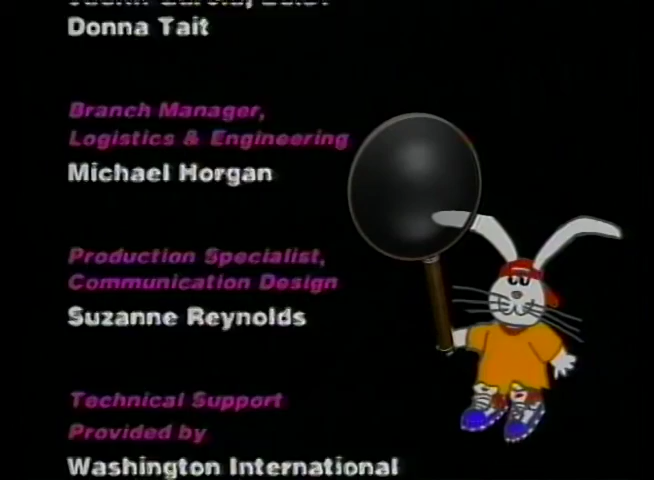 Donna Tait
Branch Manager,
Logistics & Engineering
Michael Horgan
Production Specialist,
Communication Design
Suzanne Reynolds
Technical Support
Provided by
Washington International